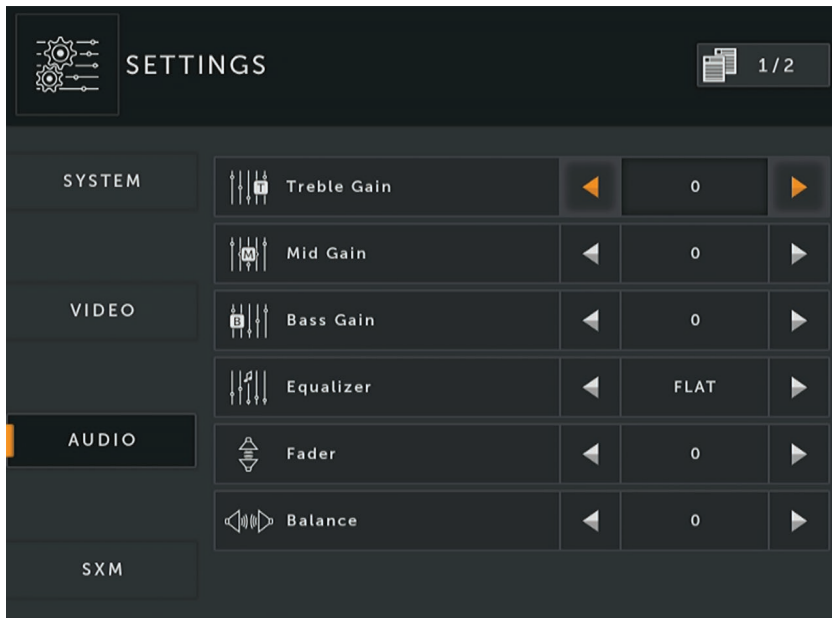 SETTINGS
1/2
SYSTEM
VIDEO
AUDIO
SXM
T Treble Gain 0
M Mid Gain 0
B Bass Gain 0
Equalizer FLAT
Fader 0
Balance 0